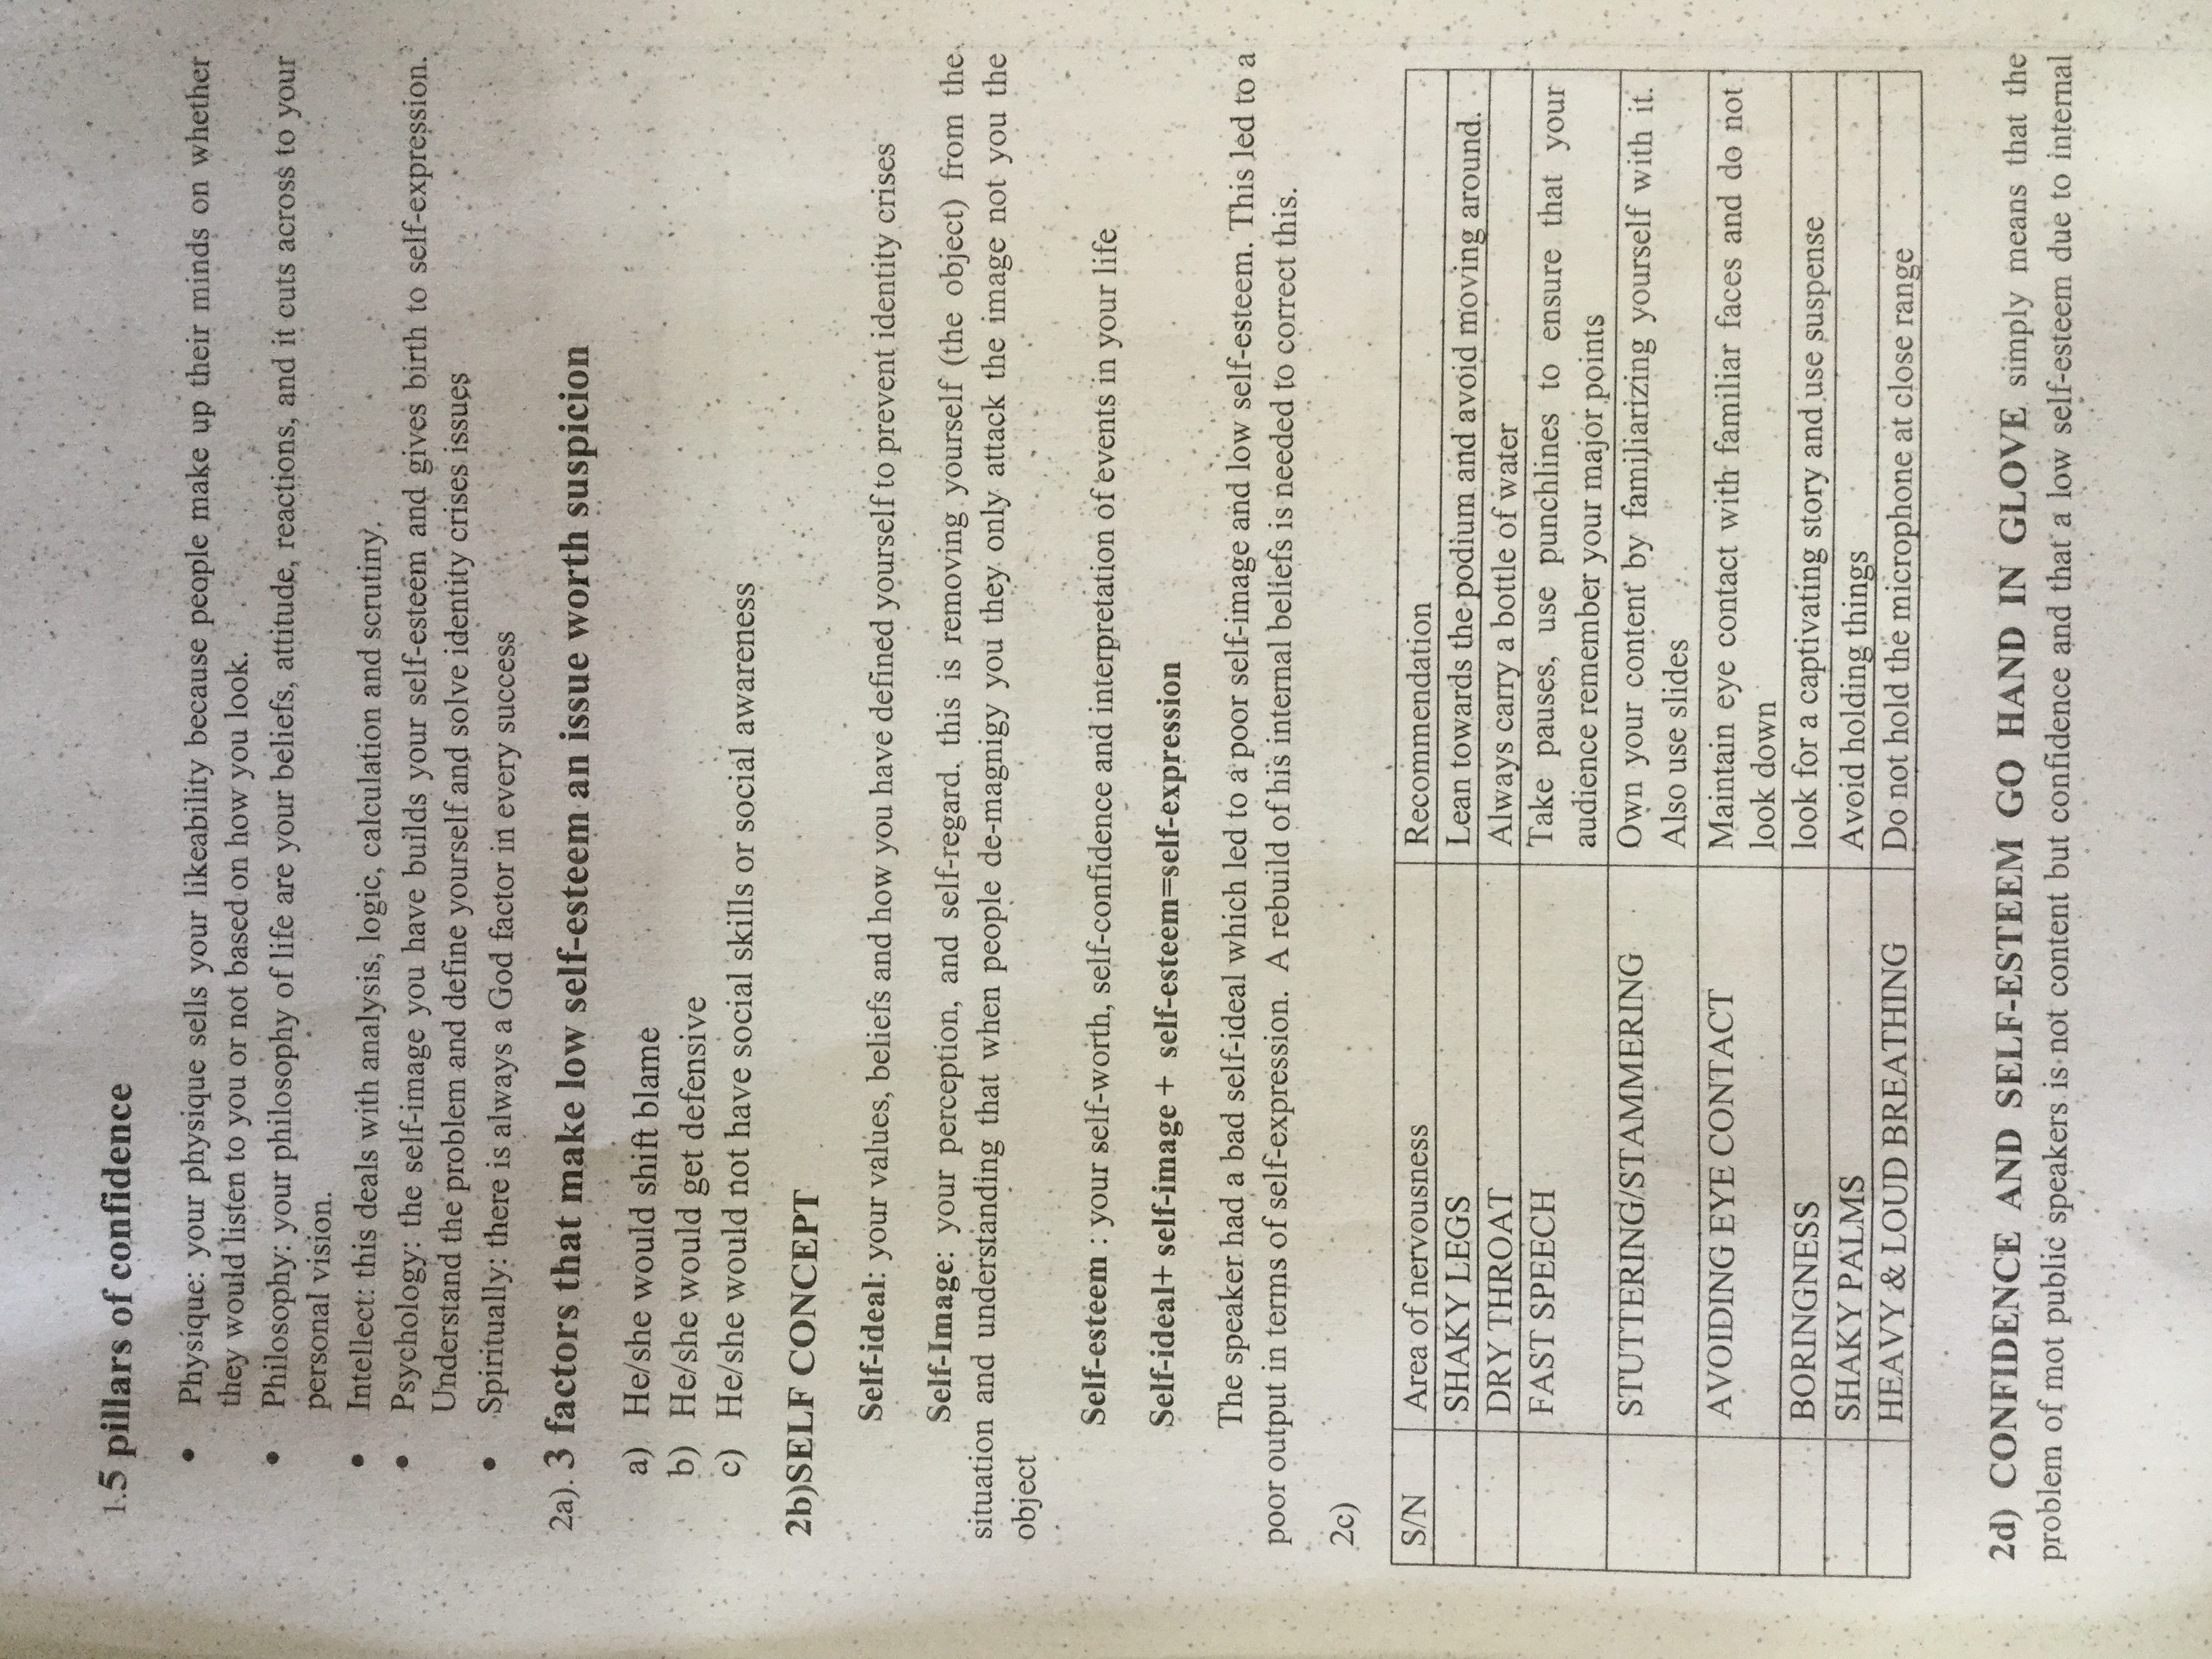 1.5 pillars of confidence
• Physique: your physique sells your likeability because people make up their minds on whether
they would listen to you or not based on how you look.
• Philosophy: your philosophy of life are your beliefs, attitude, reactions, and it cuts across to your
personal vision.
• Intellect: this deals with analysis, logic, calculation and scrutiny.
• Psychology: the self-image you have builds your self-esteem and gives birth to self-expression.
Understand the problem and define yourself and solve identity crises issues
• Spiritually: there is always a God factor in every success
2a). 3 factors that make low self-esteem an issue worth suspicion
a) He/she would shift blame
b) He/she would get defensive
c) He/she would not have social skills or social awareness
2b)SELF CONCEPT
Self-ideal: your values, beliefs and how you have defined yourself to prevent identity crises
Self-Image: your perception, and self-regard. this is removing yourself (the object) from the
situation and understanding that when people de-magnigy you they only attack the image not you the
object
Self-esteem : your self-worth, self-confidence and interpretation of events in your life
Self-ideal+ self-image + self-esteem=self-expression
The speaker had a bad self-ideal which led to a poor self-image and low self-esteem. This led to a
poor output in terms of self-expression. A rebuild of his internal beliefs is needed to correct this.
2c)
S/N Area of nervousness Recommendation
SHAKY LEGS Lean towards the podium and avoid moving around.
DRY THROAT Always carry a bottle of water
FAST SPEECH Take pauses, use punchlines to ensure that your
audience remember your major points
STUTTERING/STAMMERING Own your content by familiarizing yourself with it.
Also use slides
AVOIDING EYE CONTACT Maintain eye contact with familiar faces and do not
look down
BORINGNESS look for a captivating story and use suspense
SHAKY PALMS Avoid holding things
HEAVY & LOUD BREATHING Do not hold the microphone at close range
2d) CONFIDENCE AND SELF-ESTEEM GO HAND IN GLOVE simply means that the
problem of mot public speakers is not content but confidence and that a low self-esteem due to internal